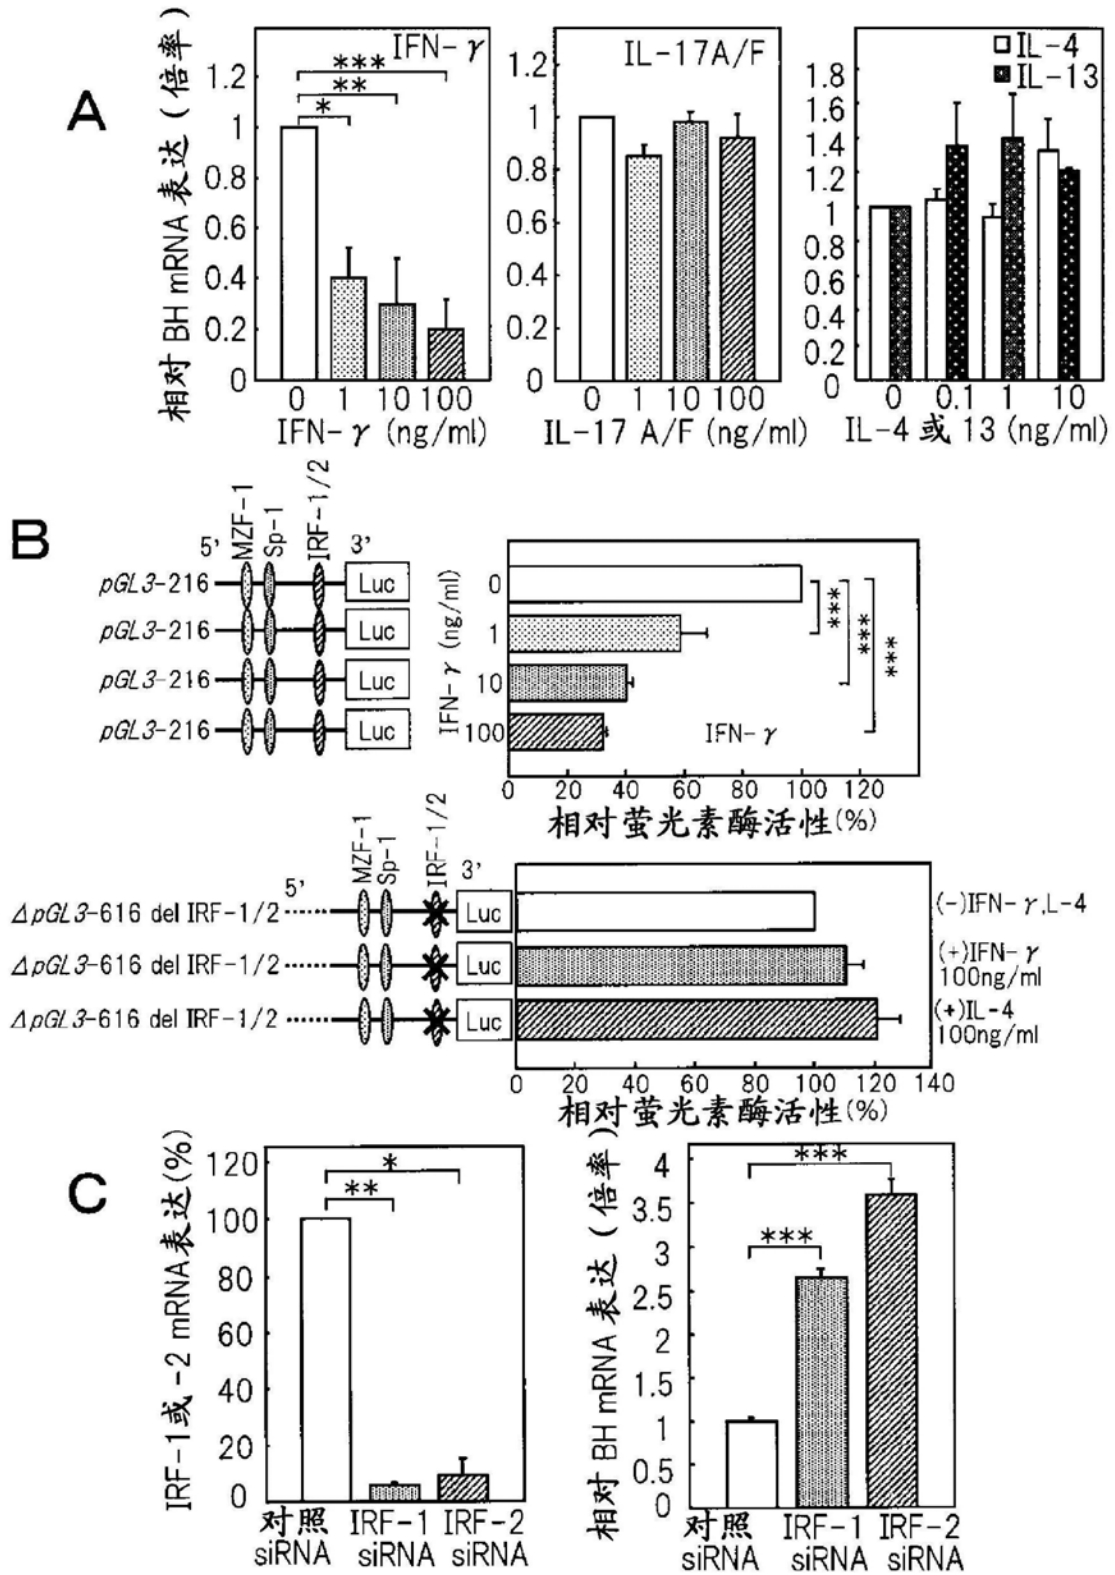 A
相对 BH mRNA 表达 (倍率)
IFN-γ
***
**
*
1.2
1
0.8
0.6
0.4
0.2
0
0 1 10 100
IFN-γ (ng/ml)
IL-17A/F
1.2
1
0.8
0.6
0.4
0.2
0
0 1 10 100
IL-17 A/F (ng/ml)
IL-4
IL-13
1.8
1.6
1.4
1.2
1
0.8
0.6
0.4
0.2
0
0 0.1 1 10
IL-4 或 13 (ng/ml)
B
5' MZF-1 Sp-1 IRF-1/2 3'
pGL3-216 Luc
pGL3-216 Luc
pGL3-216 Luc
pGL3-216 Luc
IFN-γ (ng/ml)
0
1
10
100
***
***
***
IFN-γ
0 20 40 60 80 100 120
相对萤光素酶活性(%)
5' MZF-1 Sp-1 IRF-1/2 3'
ΔpGL3-616 del IRF-1/2 Luc
ΔpGL3-616 del IRF-1/2 Luc
ΔpGL3-616 del IRF-1/2 Luc
(-)IFN-γ,L-4
(+)IFN-γ
100ng/ml
(+)IL-4
100ng/ml
0 20 40 60 80 100 120 140
相对萤光素酶活性(%)
C
IRF-1或-2 mRNA表达(%)
120
100
80
60
40
20
0
*
**
对照 IRF-1 IRF-2
siRNA siRNA siRNA
相对 BH mRNA 表达 (倍率)
4
3.5
3
2.5
2
1.5
1
0.5
0
***
***
对照 IRF-1 IRF-2
siRNA siRNA siRNA